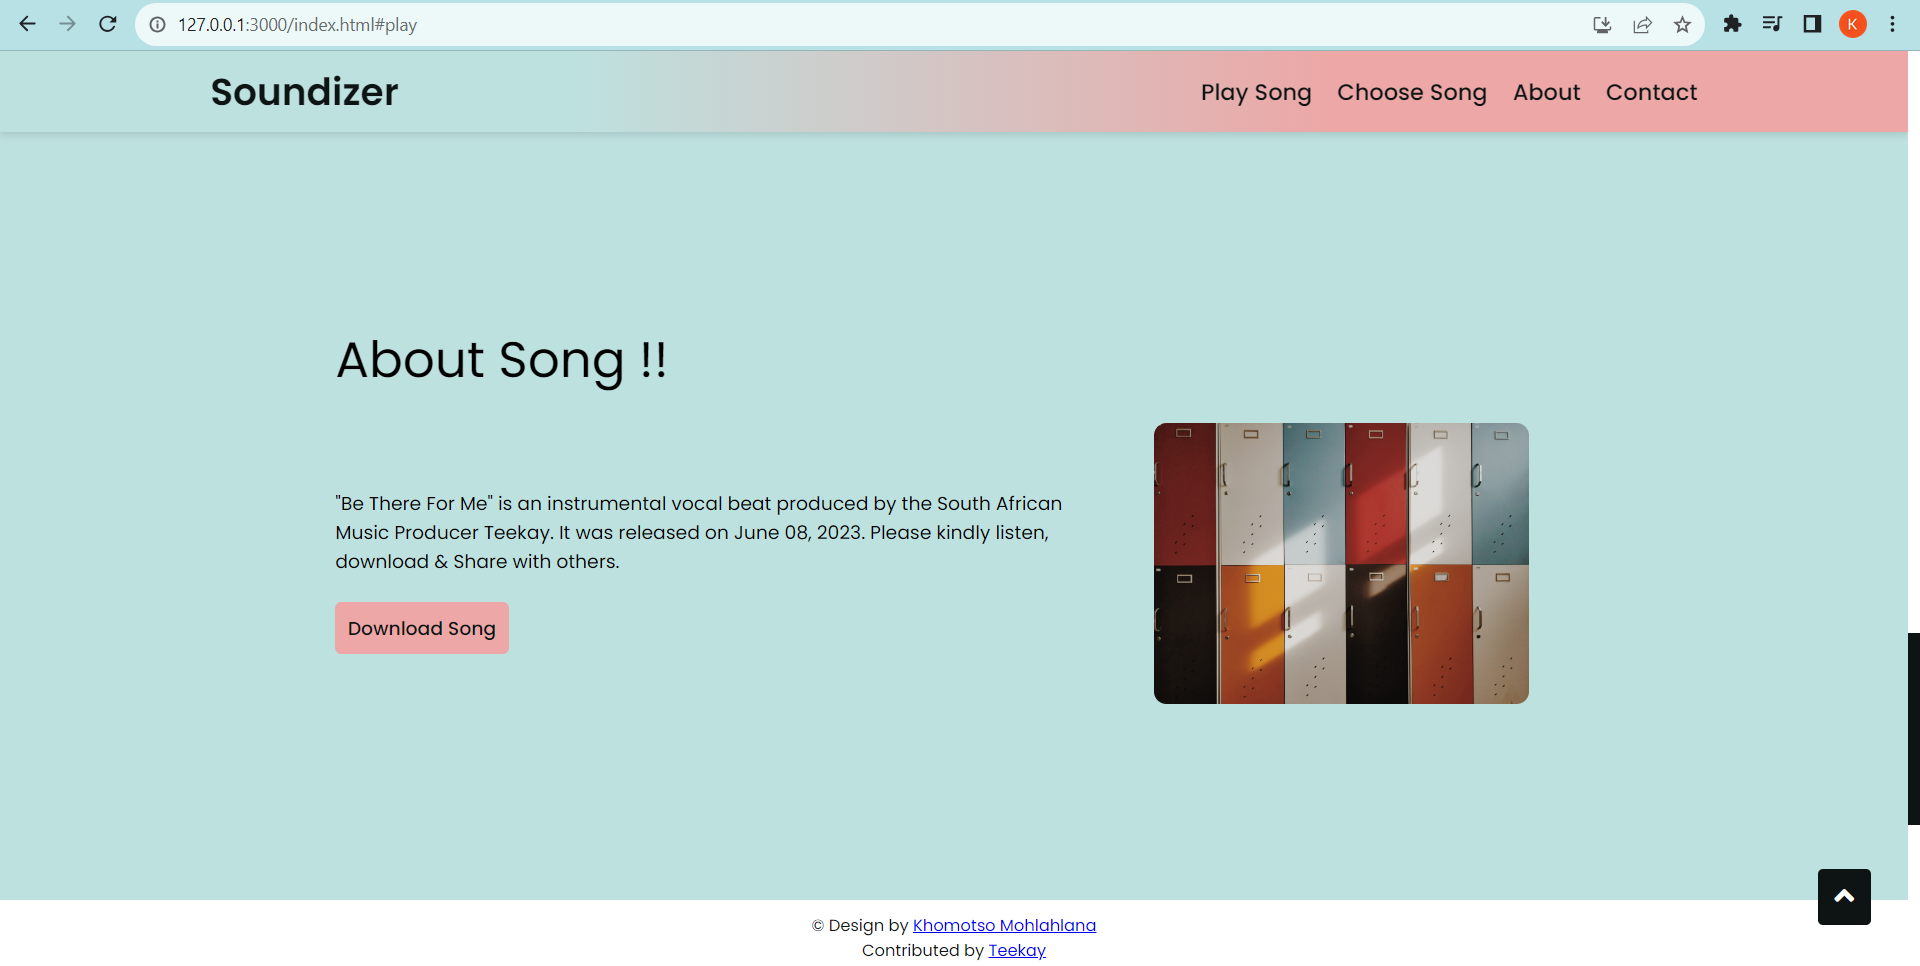 127.0.0.1:3000/index.html#play
K
Soundizer
Play Song Choose Song About Contact
About Song !!
"Be There For Me" is an instrumental vocal beat produced by the South African
Music Producer Teekay. It was released on June 08, 2023. Please kindly listen,
download & Share with others.
Download Song
© Design by Khomotso Mohlahlana
Contributed by Teekay